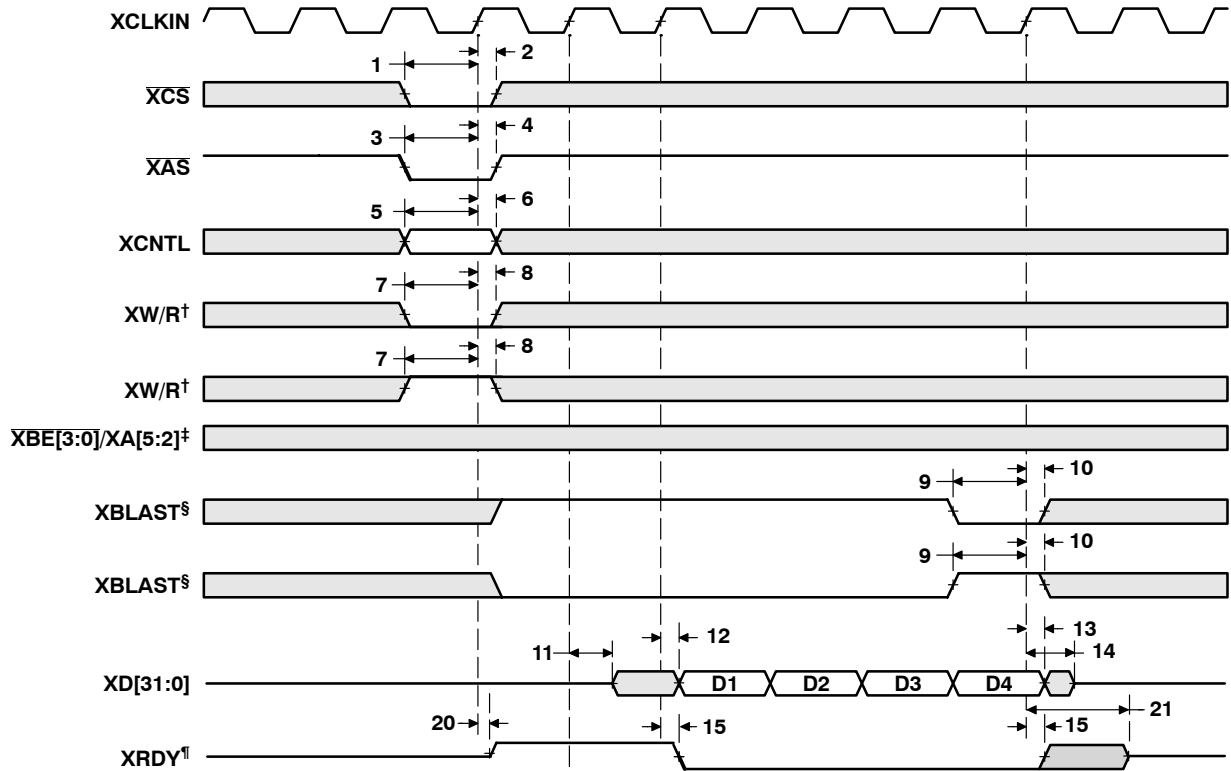 XCLKIN
1
2
XCS
3
4
XAS
5
6
XCNTL
7
8
XW/R†
7
8
XW/R†
XBE[3:0]/XA[5:2]‡
9
10
XBLAST§
9
10
XBLAST§
11
12
13
14
XD[31:0]
D1
D2
D3
D4
20
15
15
21
XRDY¶